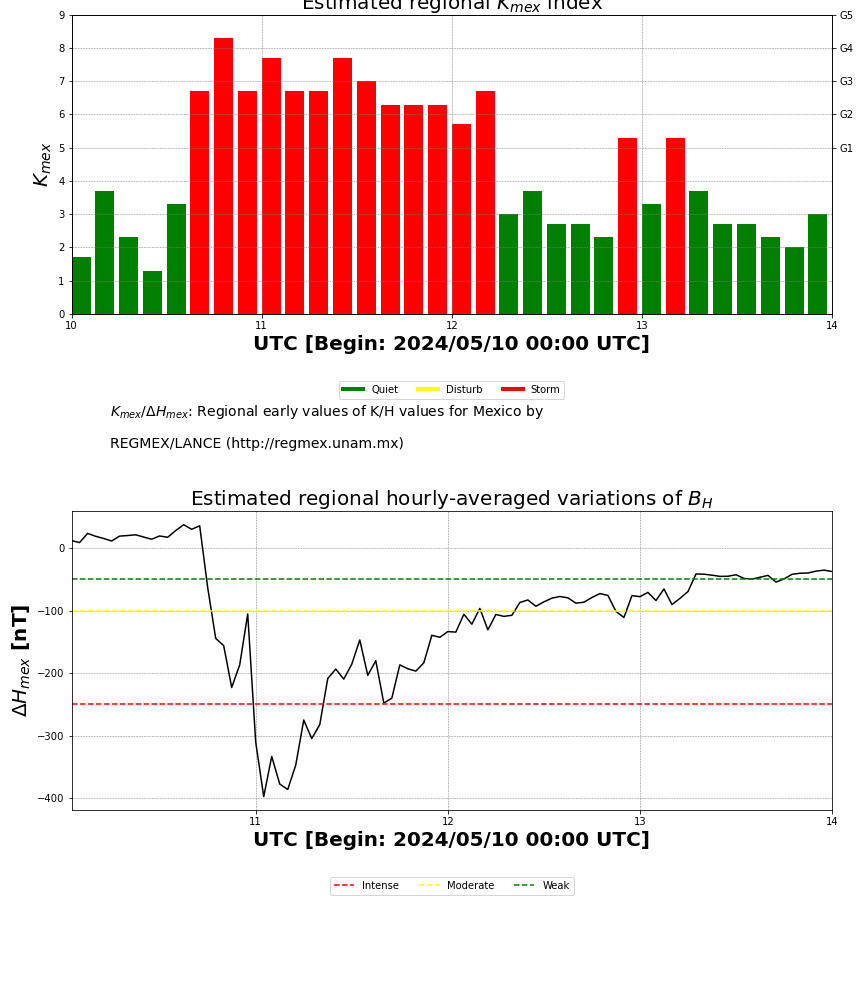 Estimated regional K_mex index
9
8
7
6
5
4
3
2
1
0
K_mex
G5
G4
G3
G2
G1
10
11
12
13
14
UTC [Begin: 2024/05/10 00:00 UTC]
Quiet Disturb Storm
K_mex/ΔH_mex: Regional early values of K/H values for Mexico by
REGMEX/LANCE (http://regmex.unam.mx)
Estimated regional hourly-averaged variations of B_H
0
−100
−200
−300
−400
ΔH_mex [nT]
11
12
13
14
UTC [Begin: 2024/05/10 00:00 UTC]
Intense Moderate Weak